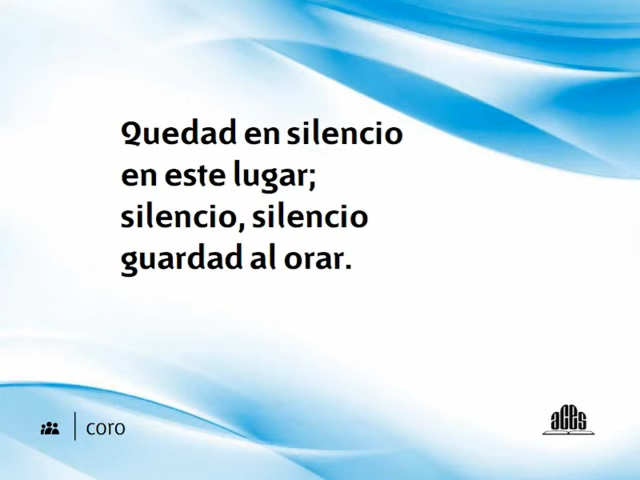 Quedad en silencio
en este lugar;
silencio, silencio
guardad al orar.
coro
aces